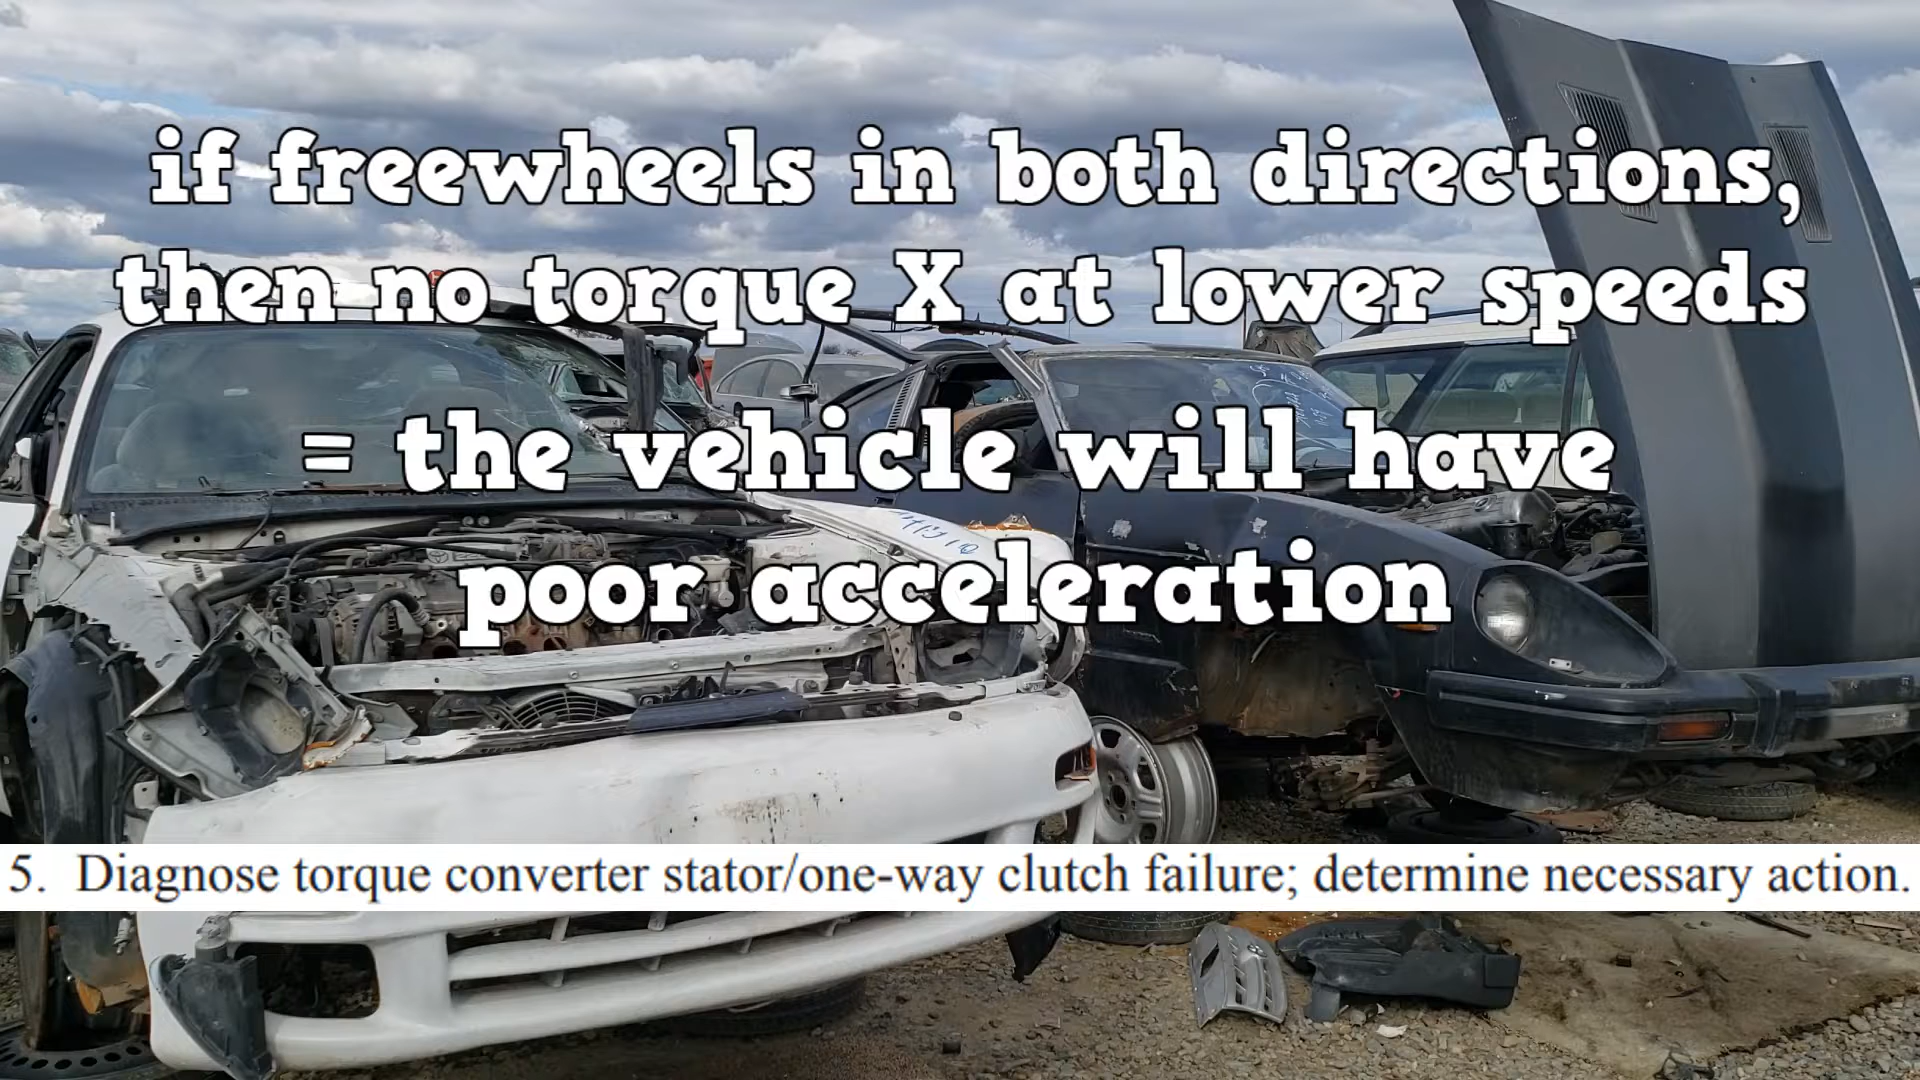 if freewheels in both directions,
then no torque X at lower speeds
= the vehicle will have
poor acceleration
5. Diagnose torque converter stator/one-way clutch failure; determine necessary action.